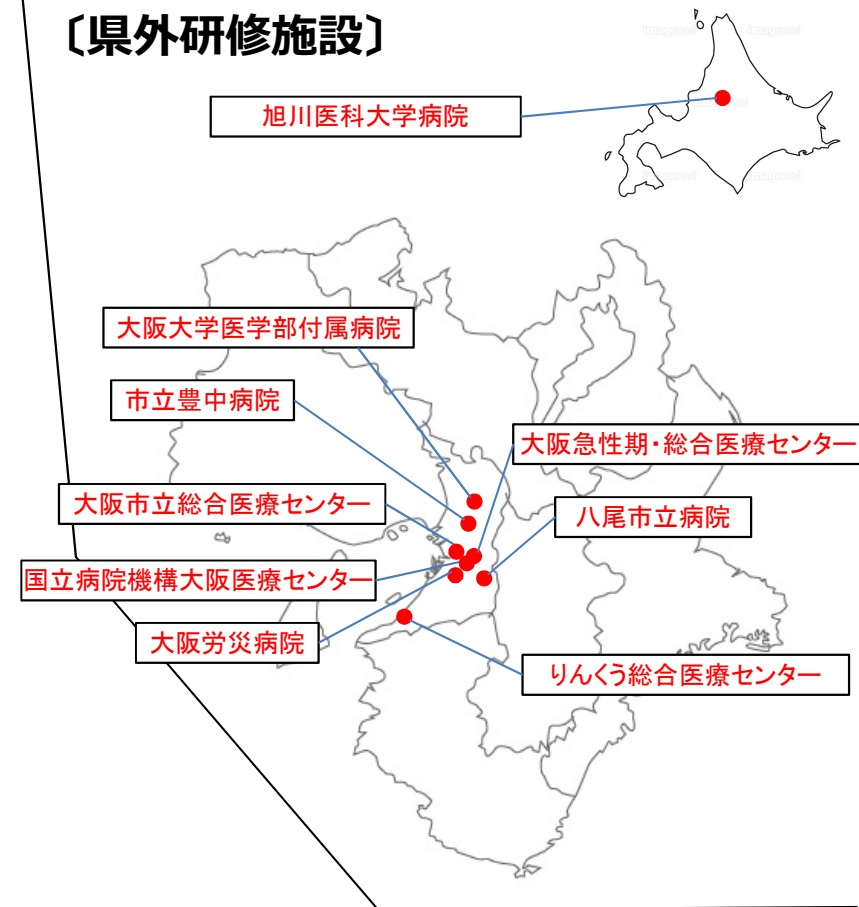 〔県外研修施設〕
旭川医科大学病院
大阪大学医学部付属病院
市立豊中病院
大阪急性期・総合医療センター
大阪市立総合医療センター
八尾市立病院
国立病院機構大阪医療センター
大阪労災病院
りんくう総合医療センター